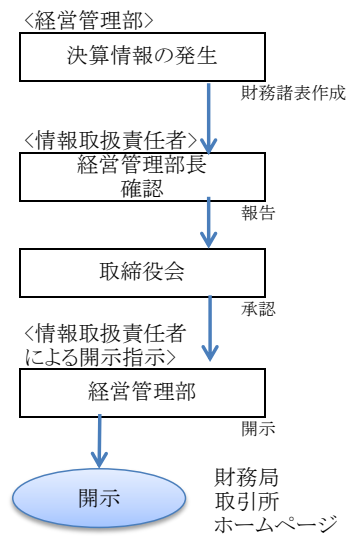 <経営管理部>
決算情報の発生
財務諸表作成
<情報取扱責任者>
経営管理部長
確認
報告
取締役会
承認
<情報取扱責任者
による開示指示>
経営管理部
開示
開示
財務局
取引所
ホームページ